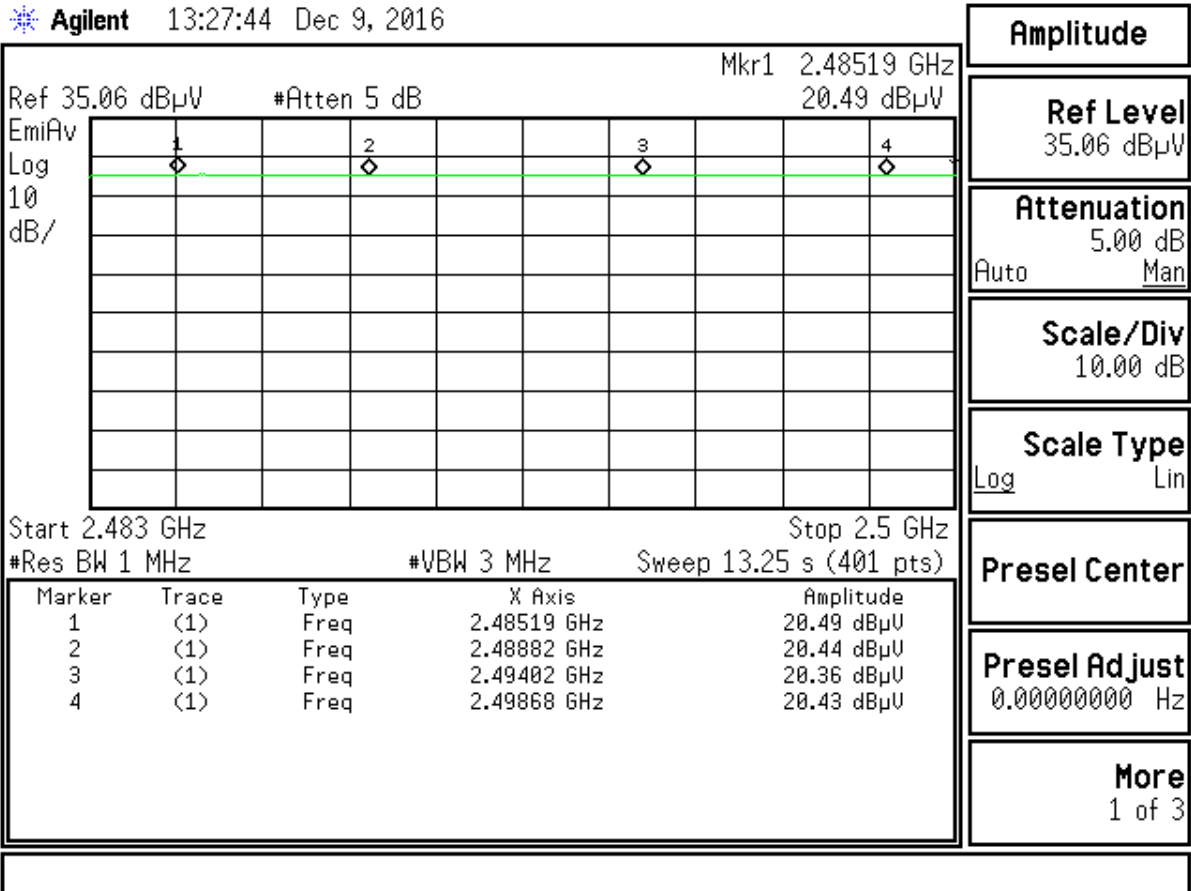 Agilent 13:27:44 Dec 9, 2016
Mkr1 2.48519 GHz
Ref 35.06 dBµV #Atten 5 dB 20.49 dBµV
EmiAv
Log
10
dB/
1 2 3 4
Start 2.483 GHz Stop 2.5 GHz
#Res BW 1 MHz #VBW 3 MHz Sweep 13.25 s (401 pts)
Marker Trace Type X Axis Amplitude
1 (1) Freq 2.48519 GHz 20.49 dBµV
2 (1) Freq 2.48882 GHz 20.44 dBµV
3 (1) Freq 2.49402 GHz 20.36 dBµV
4 (1) Freq 2.49868 GHz 20.43 dBµV
Amplitude
Ref Level
35.06 dBµV
Attenuation
5.00 dB
Auto Man
Scale/Div
10.00 dB
Scale Type
Log Lin
Presel Center
Presel Adjust
0.00000000 Hz
More
1 of 3